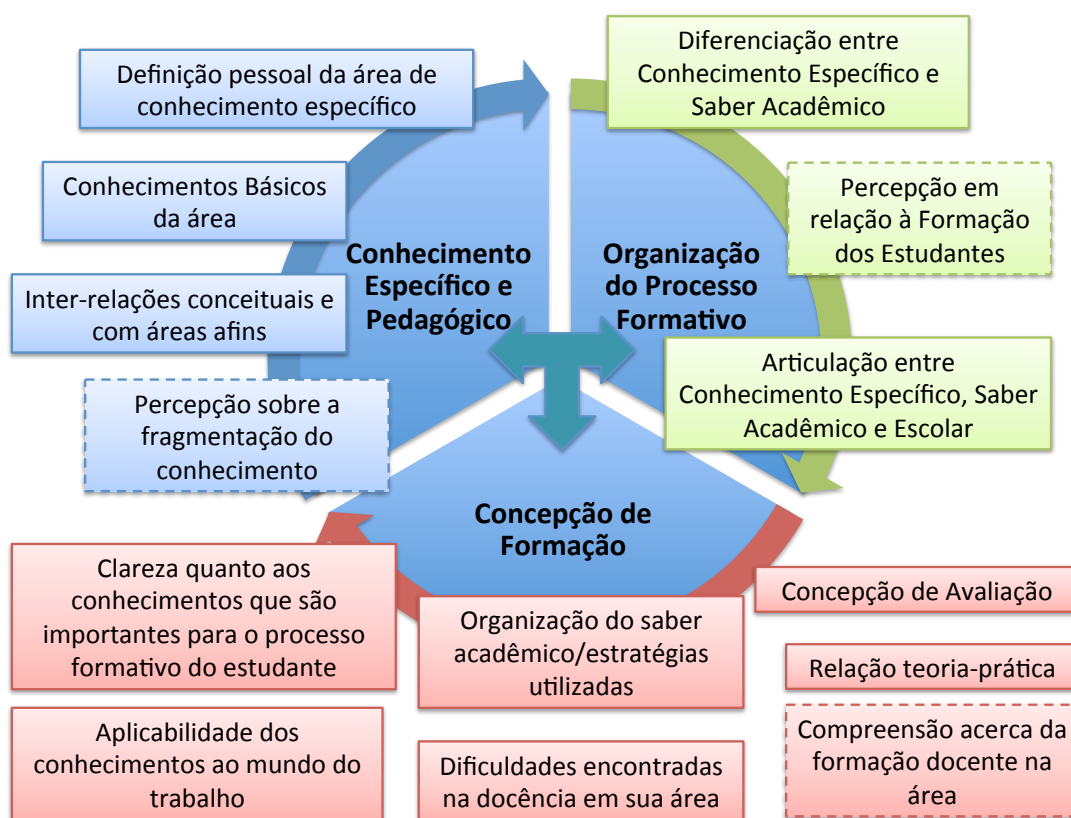 Definição pessoal da área de
conhecimento específico
Conhecimentos Básicos
da área
Inter-relações conceituais e
com áreas afins
Percepção sobre a
fragmentação do
conhecimento
Conhecimento
Específico e
Pedagógico
Diferenciação entre
Conhecimento Específico e
Saber Acadêmico
Percepção em
relação à Formação
dos Estudantes
Articulação entre
Conhecimento Específico, Saber
Acadêmico e Escolar
Organização
do Processo
Formativo
Concepção de
Formação
Clareza quanto aos
conhecimentos que são
importantes para o processo
formativo do estudante
Aplicabilidade dos
conhecimentos ao mundo do
trabalho
Organização do saber
acadêmico/estratégias
utilizadas
Dificuldades encontradas
na docência em sua área
Concepção de Avaliação
Relação teoria-prática
Compreensão acerca da
formação docente na
área